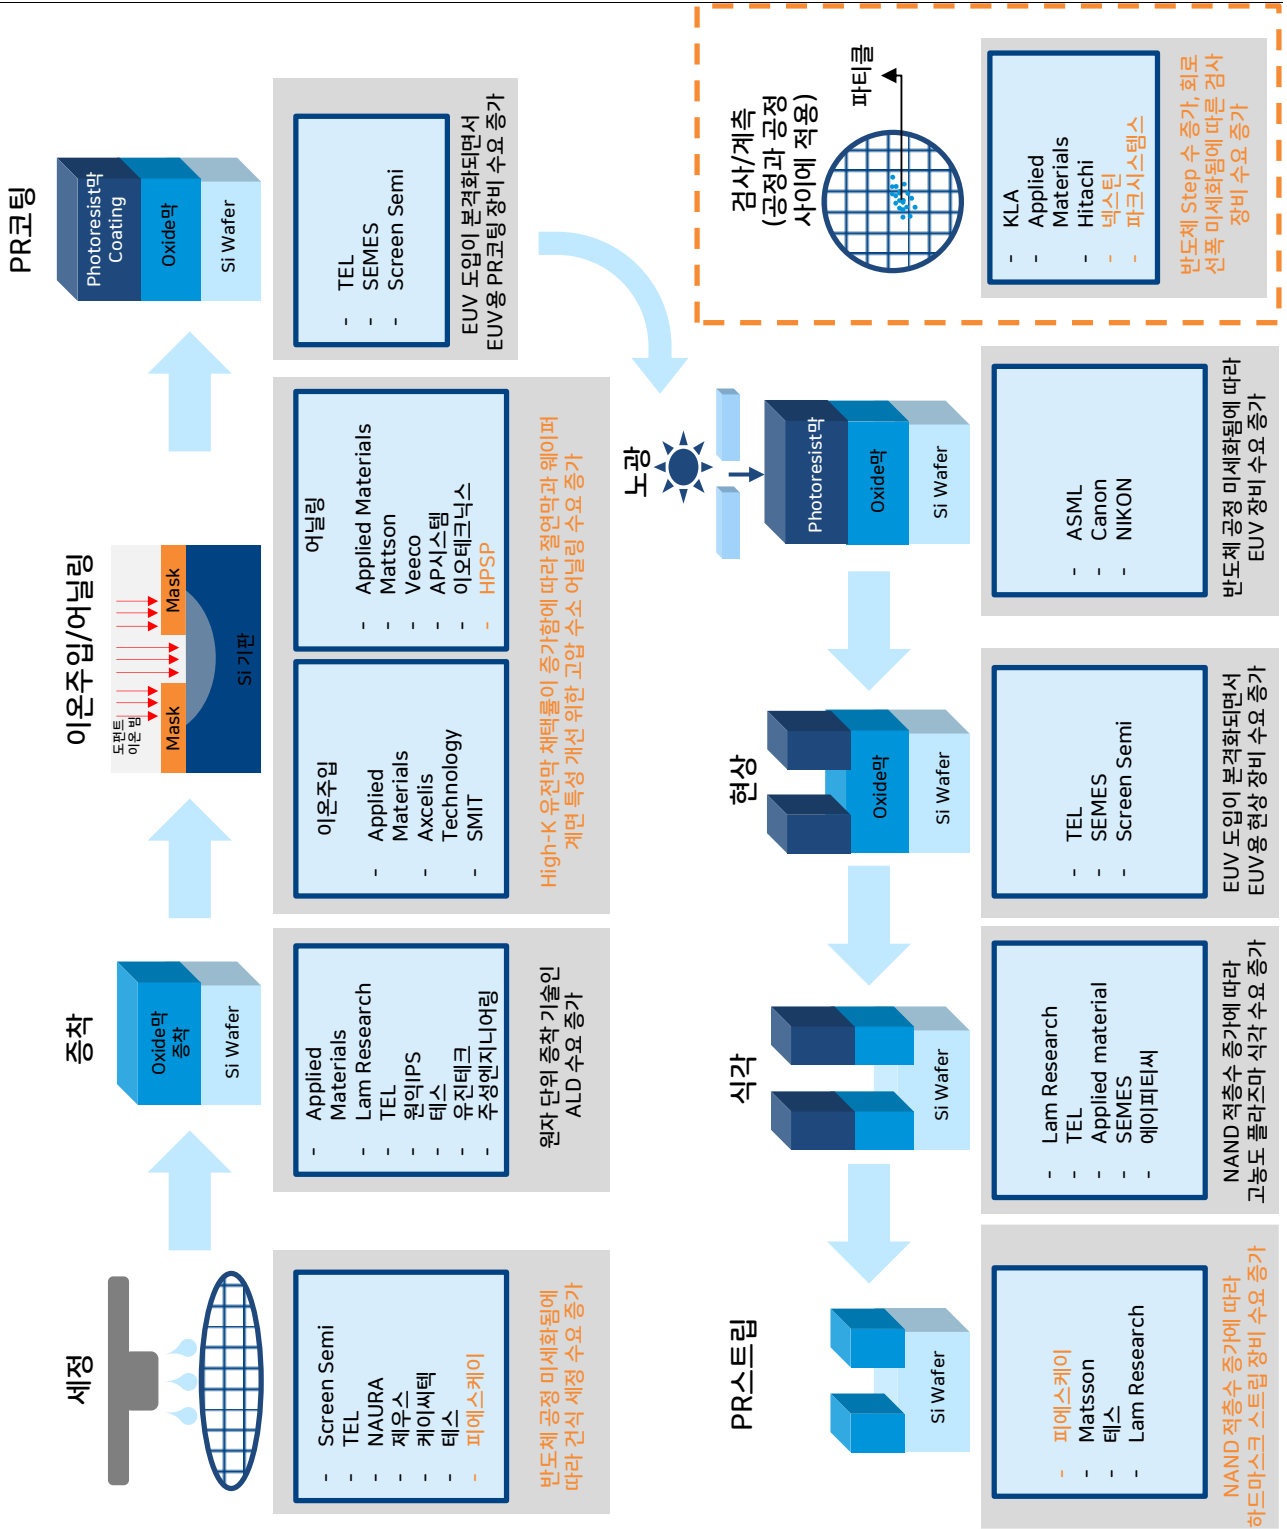 세정
Screen Semi
TEL
NAURA
제우스
케이씨텍
테스
피에스케이
반도체 공정 미세화됨에
따라 건식 세정 수요 증가
증착
Oxide막
증착
Si Wafer
Applied
Materials
Lam Research
TEL
원익IPS
테스
유진테크
주성엔지니어링
원자 단위 증착 기술인
ALD 수요 증가
이온주입/어닐링
도펀트
이온 빔
Mask
Mask
Si 기판
이온주입
- Applied
Materials
- Axcelis
Technology
- SMIT
어닐링
- Applied Materials
- Mattson
- Veeco
- AP시스템
- 이오테크닉스
- HPSP
High-K 유전막 채택률이 증가함에 따라 절연막과 웨이퍼
계면 특성 개선 위한 고압 수소 어닐링 수요 증가
PR코팅
Photoresist막
Coating
Oxide막
Si Wafer
- TEL
- SEMES
- Screen Semi
EUV 도입이 본격화되면서
EUV용 PR코팅 장비 수요 증가
PR스트립
Si Wafer
- 피에스케이
- Matsson
- 테스
- Lam Research
NAND 적층수 증가에 따라
하드마스크 스트립 장비 수요 증가
식각
Si Wafer
- Lam Research
- TEL
- Applied material
- SEMES
- 에이피티씨
NAND 적층수 증가에 따라
고농도 플라즈마 식각 수요 증가
현상
Oxide막
Si Wafer
- TEL
- SEMES
- Screen Semi
EUV 도입이 본격화되면서
EUV용 현상 장비 수요 증가
노광
Photoresist막
Oxide막
Si Wafer
- ASML
- Canon
- NIKON
반도체 공정 미세화됨에 따라
EUV 장비 수요 증가
검사/계측
(공정과 공정
사이에 적용)
파티클
- KLA
- Applied
Materials
- Hitachi
- 넥스틴
- 파크시스템스
반도체 Step 수 증가, 회로
선폭 미세화됨에 따른 검사
장비 수요 증가